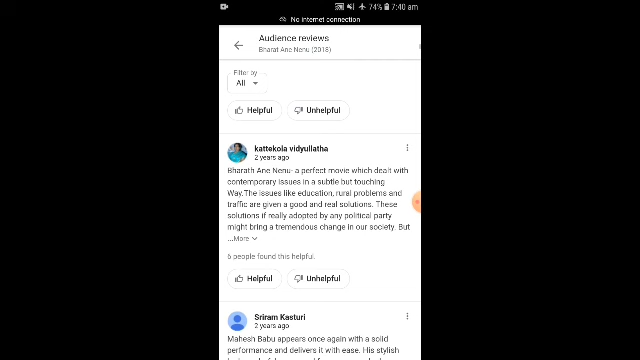 74% 7:40 am
No internet connection
Audience reviews
Bharat Ane Nenu (2018)
Filter by
All
Helpful Unhelpful
kattekola vidyullatha
2 years ago
Bharath Ane Nenu- a perfect movie which dealt with
contemporary issues in a subtle but touching
Way.The issues like education, rural problems and
traffic are given a good and real solutions. These
solutions if really adopted by any political party
might bring a tremendous change in our society. But
...More
6 people found this helpful.
Helpful Unhelpful
Sriram Kasturi
2 years ago
Mahesh Babu appears once again with a solid
performance and delivers it with ease. His stylish